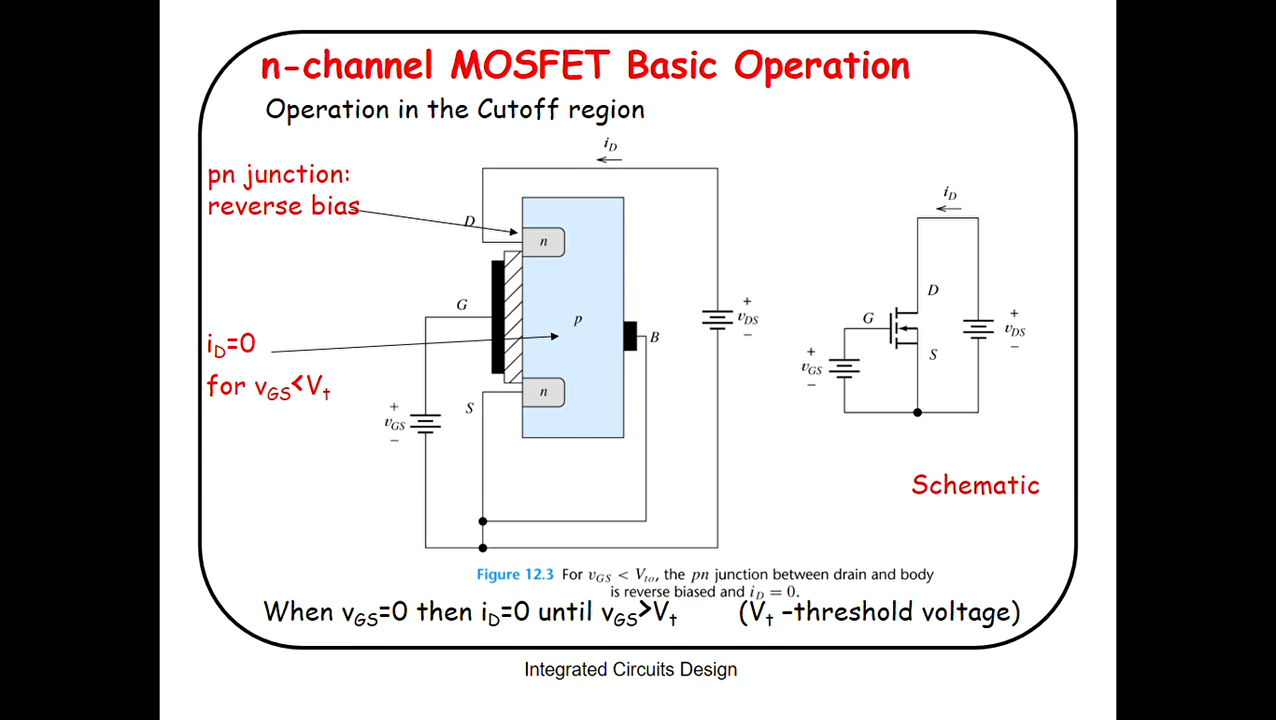 n-channel MOSFET Basic Operation
Operation in the Cutoff region
pn junction:
reverse bias
iD
D
n
G
p
B
+
vDS
−
iD=0
for vGS<Vt
+
vGS
−
S
n
iD
D
G
S
+
vGS
−
+
vDS
−
Schematic
Figure 12.3 For vGS < Vto, the pn junction between drain and body
is reverse biased and iD = 0.
When vGS=0 then iD=0 until vGS>Vt (Vt –threshold voltage)
Integrated Circuits Design